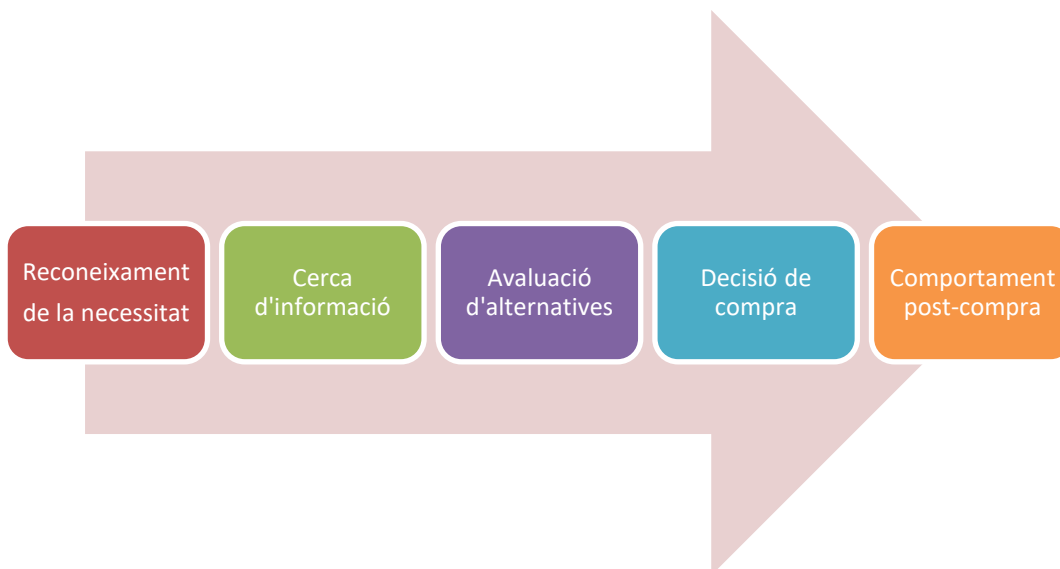 Reconeixament
de la necessitat
Cerca
d'informació
Avaluació
d'alternatives
Decisió de
compra
Comportament
post-compra